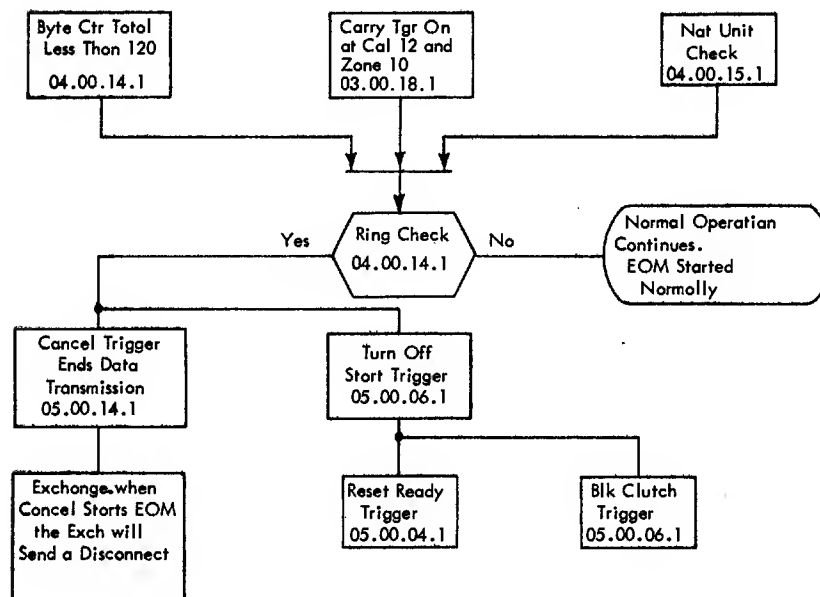 Byte Ctr Totol
Less Thon 120
04.00.14.1
Carry Tgr On
at Cal 12 and
Zone 10
03.00.18.1
Nat Unit
Check
04.00.15.1
Yes
Ring Check
04.00.14.1
No
Normal Operatian
Continues.
EOM Started
Normolly
Cancel Trigger
Ends Data
Transmission
05.00.14.1
Turn Off
Stort Trigger
05.00.06.1
Exchonge.when
Concel Storts EOM
the Exch will
Send a Disconnect
Reset Ready
Trigger
05.00.04.1
Blk Clutch
Trigger
05.00.06.1